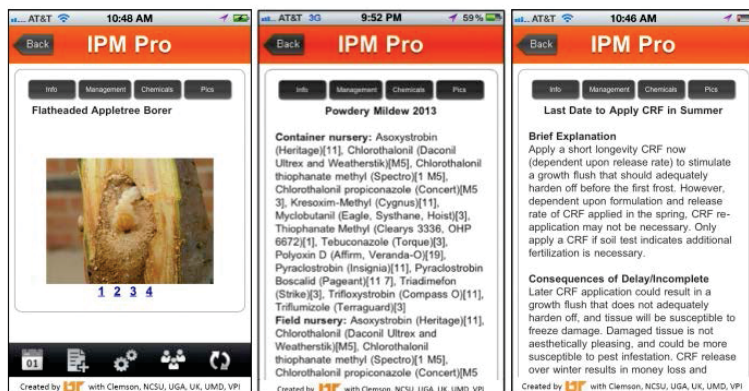 AT&T 10:48 AM
Back IPM Pro
Info Management Chemicals Pics
Flatheaded Appletree Borer
1 2 3 4
01
Created by UT with Clemson, NCSU, UGA, UK, UMD, VPI
AT&T 3G 9:52 PM 59%
Back IPM Pro
Info Management Chemicals Pics
Powdery Mildew 2013
Container nursery: Asoxystrobin
(Heritage)[11], Chlorothalonil (Daconil
Ultrex and Weatherstik)[M5], Chlorothalonil
thiophanate methyl (Spectro)[1 M5],
Chlorothalonil propiconazole (Concert)[M5
3], Kresoxim-Methyl (Cygnus)[11],
Myclobutanil (Eagle, Systhane, Hoist)[3],
Thiophanate Methyl (Clearys 3336, OHP
6672)[1], Tebuconazole (Torque)[3],
Polyoxin D (Affirm, Veranda-O)[19],
Pyraclostrobin (Insignia)[11], Pyraclostrobin
Boscalid (Pageant)[11 7], Triadimefon
(Strike)[3], Trifloxystrobin (Compass O)[11],
Triflumizole (Terraguard)[3]
Field nursery: Asoxystrobin (Heritage)[11],
Chlorothalonil (Daconil Ultrex and
Weatherstik)[M5], Chlorothalonil
thiophanate methyl (Spectro)[1 M5],
Chlorothalonil propiconazole (Concert)[M5
Created by UT with Clemson, NCSU, UGA, UK, UMD, VPI
AT&T 10:46 AM
Back IPM Pro
Info Management Chemicals Pics
Last Date to Apply CRF in Summer
Brief Explanation
Apply a short longevity CRF now
(dependent upon release rate) to stimulate
a growth flush that should adequately
harden off before the first frost. However,
dependent upon formulation and release
rate of CRF applied in the spring, CRF re-
application may not be necessary. Only
apply a CRF if soil test indicates additional
fertilization is necessary.
Consequences of Delay/Incomplete
Later CRF application could result in a
growth flush that does not adequately
harden off, and tissue will be susceptible to
freeze damage. Damaged tissue is not
aesthetically pleasing, and could be more
susceptible to pest infestation. CRF release
over winter results in money loss and
Created by UT with Clemson, NCSU, UGA, UK, UMD, VPI